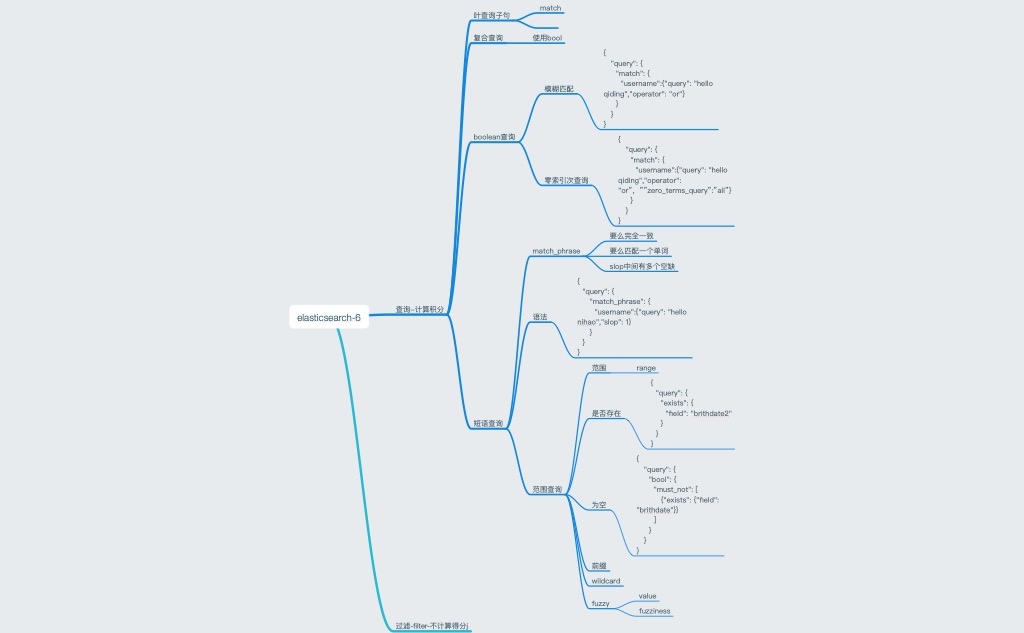 elasticsearch-6
查询-计算积分
叶查询子句
match
复合查询
使用bool
boolean查询
模糊匹配
{
"query": {
"match": {
"username":{"query": "hello
qiding","operator": "or"}
}
}
}
零索引次查询
{
"query": {
"match": {
"username":{"query": "hello
qiding","operator":
"or", ""zero_terms_query":"all"}
}
}
}
短语查询
match_phrase
要么完全一致
要么匹配一个单词
slop中间有多个空缺
语法
{
"query": {
"match_phrase": {
"username":{"query": "hello
nihao","slop": 1}
}
}
}
范围查询
范围
range
是否存在
{
"query": {
"exists": {
"field": "brithdate2"
}
}
}
为空
{
"query": {
"bool": {
"must_not": [
{"exists": {"field":
"brithdate"}}
]
}
}
}
前缀
wildcard
fuzzy
value
fuzziness
过滤-filter-不计算得分j